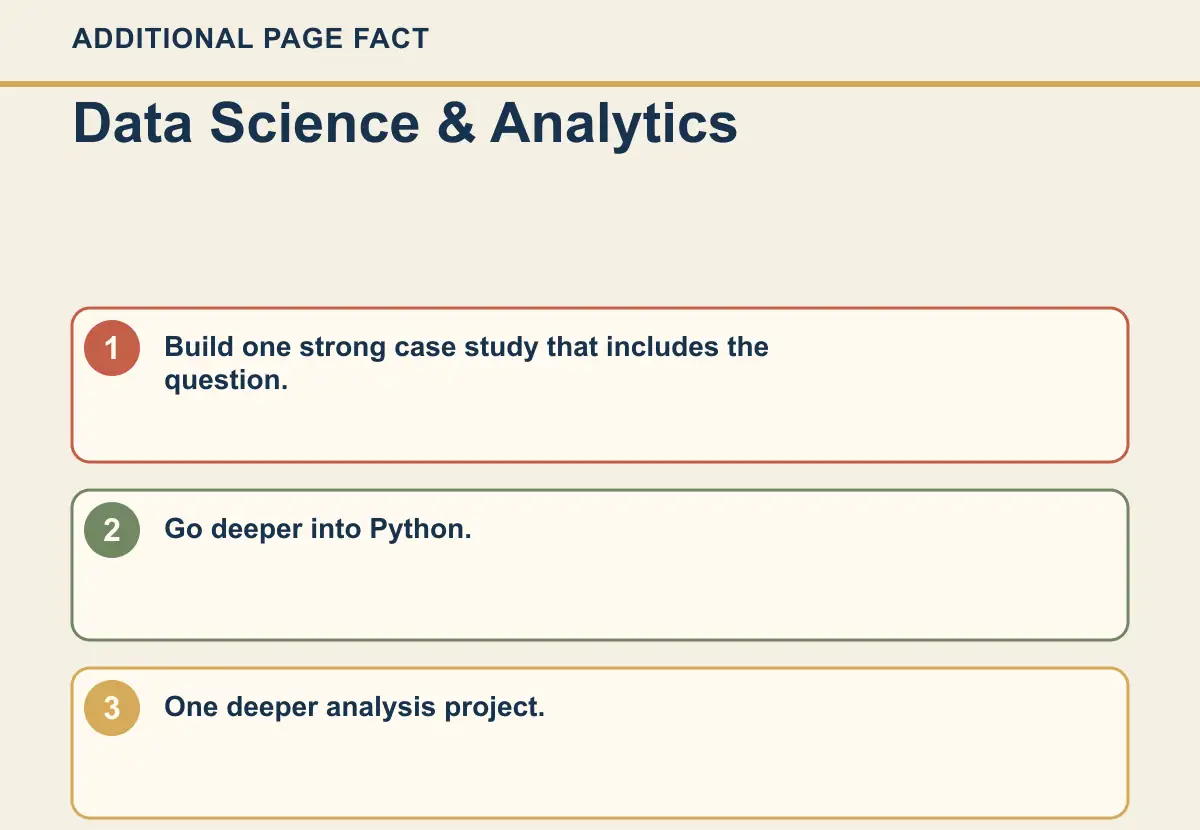 ADDITIONAL PAGE FACT
Data Science & Analytics
1
Build one strong case study that includes the
question.
2
Go deeper into Python.
3
One deeper analysis project.